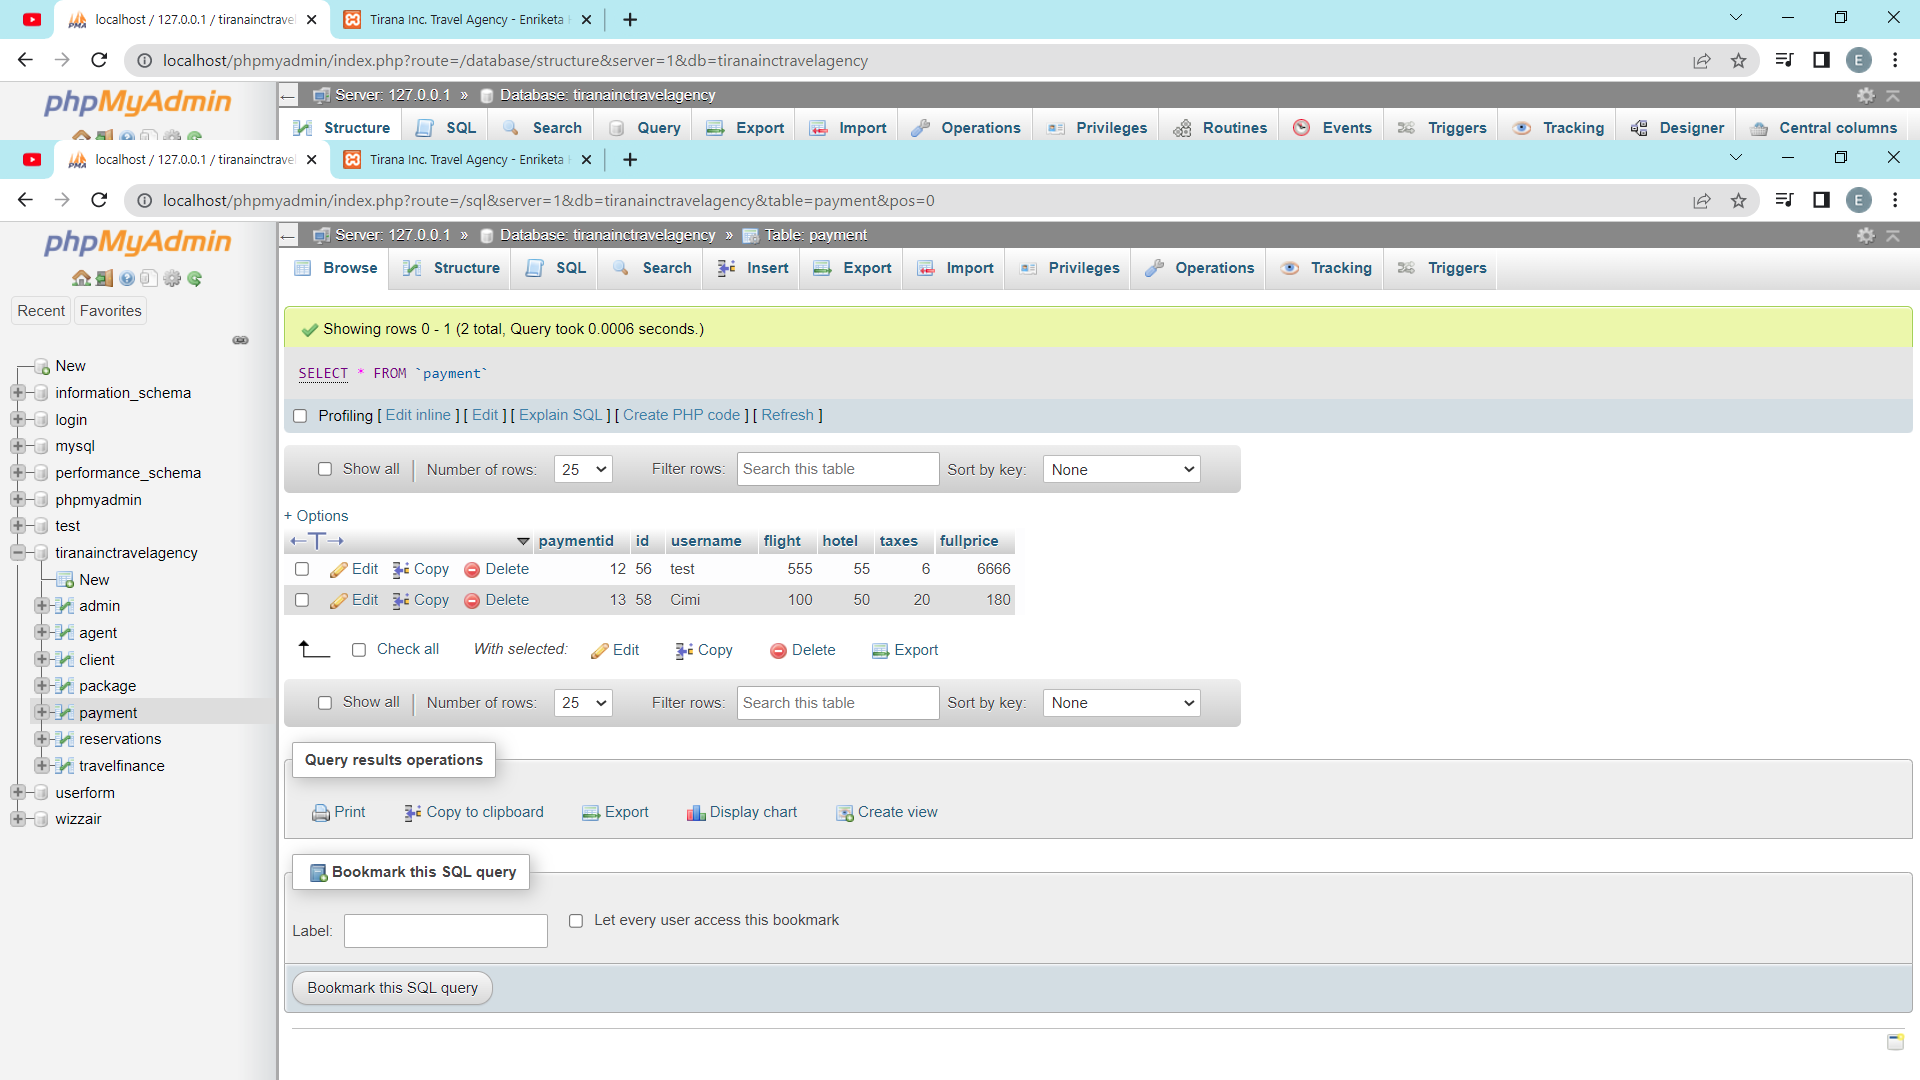 localhost / 127.0.0.1 / tiranainctravel
Tirana Inc. Travel Agency - Enriketa
localhost/phpmyadmin/index.php?route=/database/structure&server=1&db=tiranainctravelagency
E
phpMyAdmin
Server: 127.0.0.1 » Database: tiranainctravelagency
Structure SQL Search Query Export Import Operations Privileges Routines Events Triggers Tracking Designer Central columns
localhost / 127.0.0.1 / tiranainctravel
Tirana Inc. Travel Agency - Enriketa
localhost/phpmyadmin/index.php?route=/sql&server=1&db=tiranainctravelagency&table=payment&pos=0
E
phpMyAdmin
Recent Favorites
New
information_schema
login
mysql
performance_schema
phpmyadmin
test
tiranainctravelagency
New
admin
agent
client
package
payment
reservations
travelfinance
userform
wizzair
Server: 127.0.0.1 » Database: tiranainctravelagency » Table: payment
Browse Structure SQL Search Insert Export Import Privileges Operations Tracking Triggers
Showing rows 0 - 1 (2 total, Query took 0.0006 seconds.)
SELECT * FROM `payment`
Profiling [ Edit inline ] [ Edit ] [ Explain SQL ] [ Create PHP code ] [ Refresh ]
Show all Number of rows: 25 Filter rows: Search this table Sort by key: None
+ Options
paymentid id username flight hotel taxes fullprice
Edit Copy Delete 12 56 test 555 55 6 6666
Edit Copy Delete 13 58 Cimi 100 50 20 180
Check all With selected: Edit Copy Delete Export
Show all Number of rows: 25 Filter rows: Search this table Sort by key: None
Query results operations
Print Copy to clipboard Export Display chart Create view
Bookmark this SQL query
Label: Let every user access this bookmark
Bookmark this SQL query